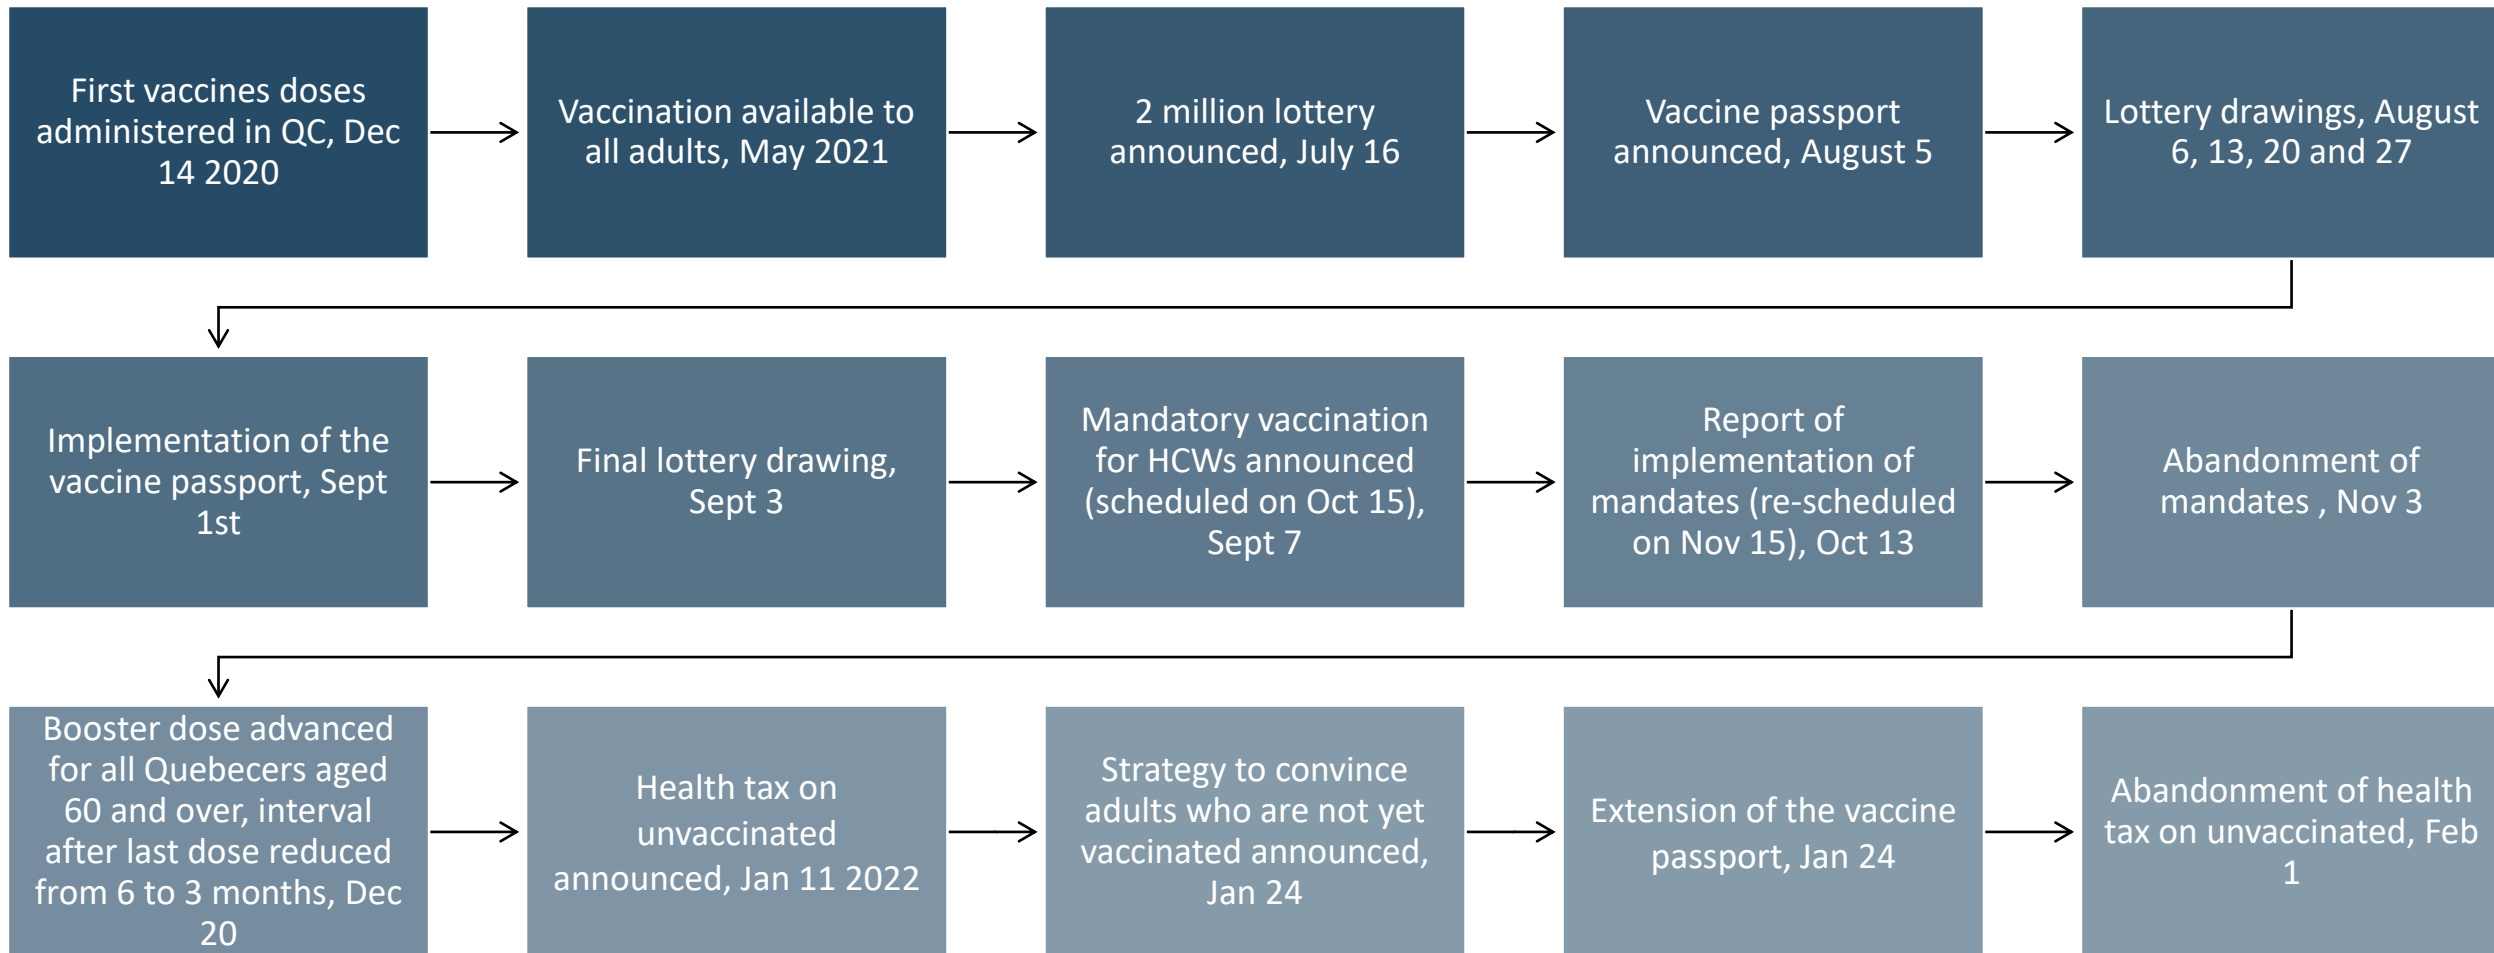 First vaccines doses
administered in QC, Dec
14 2020
Vaccination available to
all adults, May 2021
2 million lottery
announced, July 16
Vaccine passport
announced, August 5
Lottery drawings, August
6, 13, 20 and 27
Implementation of the
vaccine passport, Sept
1st
Final lottery drawing,
Sept 3
Mandatory vaccination
for HCWs announced
(scheduled on Oct 15),
Sept 7
Report of
implementation of
mandates (re-scheduled
on Nov 15), Oct 13
Abandonment of
mandates , Nov 3
Booster dose advanced
for all Quebecers aged
60 and over, interval
after last dose reduced
from 6 to 3 months, Dec
20
Health tax on
unvaccinated
announced, Jan 11 2022
Strategy to convince
adults who are not yet
vaccinated announced,
Jan 24
Extension of the vaccine
passport, Jan 24
Abandonment of health
tax on unvaccinated, Feb
1